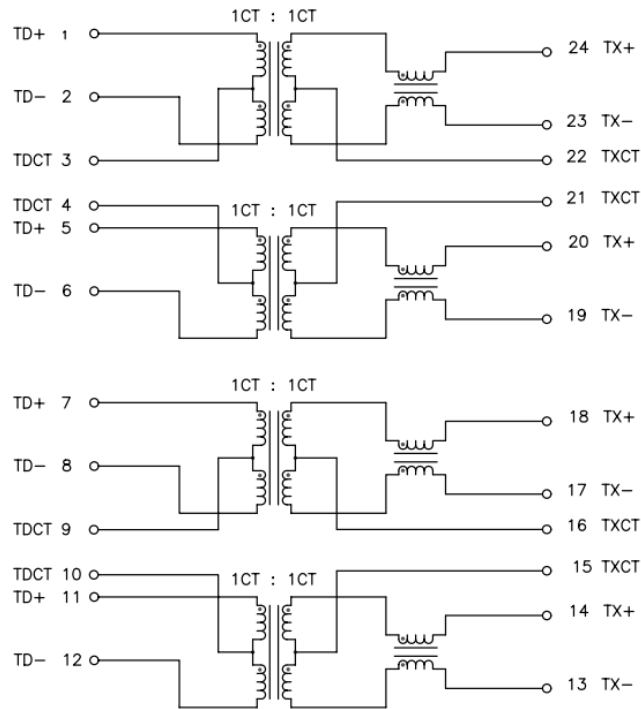 1CT : 1CT
TD+ 1
24 TX+
TD- 2
23 TX-
TDCT 3
22 TXCT
TDCT 4
21 TXCT
1CT : 1CT
TD+ 5
20 TX+
TD- 6
19 TX-
1CT : 1CT
TD+ 7
18 TX+
TD- 8
17 TX-
TDCT 9
16 TXCT
TDCT 10
15 TXCT
1CT : 1CT
TD+ 11
14 TX+
TD- 12
13 TX-